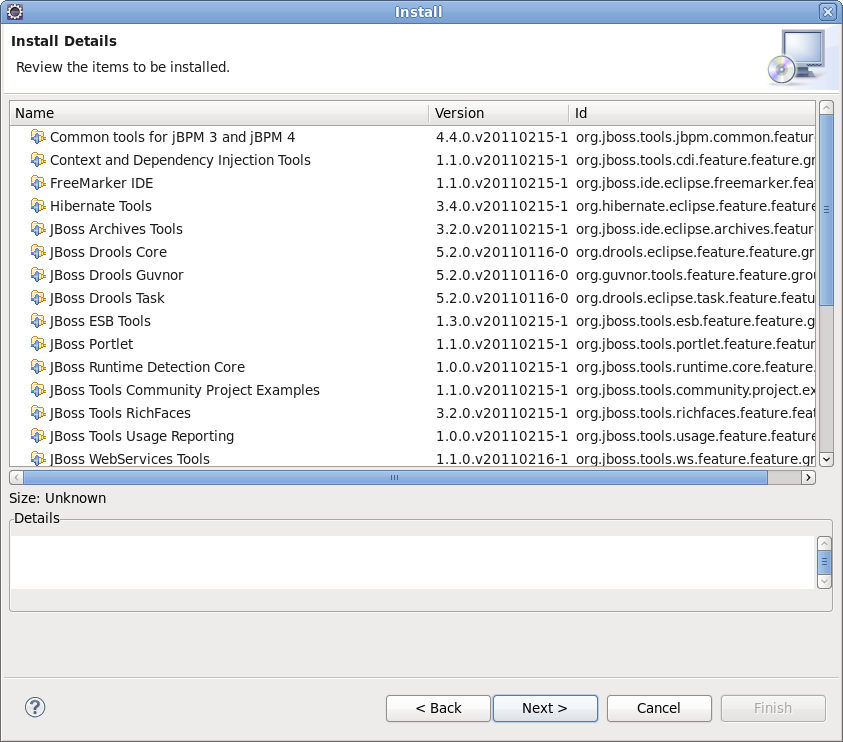 Install
Install Details
Review the items to be installed.
Name Version Id
Common tools for jBPM 3 and jBPM 4 4.4.0.v20110215-1 org.jboss.tools.jbpm.common.featur
Context and Dependency Injection Tools 1.1.0.v20110215-1 org.jboss.tools.cdi.feature.feature.gr
FreeMarker IDE 1.1.0.v20110215-1 org.jboss.ide.eclipse.freemarker.fea
Hibernate Tools 3.4.0.v20110215-1 org.hibernate.eclipse.feature.feature
JBoss Archives Tools 3.2.0.v20110215-1 org.jboss.ide.eclipse.archives.featur
JBoss Drools Core 5.2.0.v20110116-0 org.drools.eclipse.feature.feature.gr
JBoss Drools Guvnor 5.2.0.v20110116-0 org.guvnor.tools.feature.feature.grou
JBoss Drools Task 5.2.0.v20110116-0 org.drools.eclipse.task.feature.featu
JBoss ESB Tools 1.3.0.v20110215-1 org.jboss.tools.esb.feature.feature.g
JBoss Portlet 1.1.0.v20110215-1 org.jboss.tools.portlet.feature.featur
JBoss Runtime Detection Core 1.0.0.v20110215-1 org.jboss.tools.runtime.core.feature.
JBoss Tools Community Project Examples 1.1.0.v20110215-1 org.jboss.tools.community.project.ex
JBoss Tools RichFaces 3.2.0.v20110215-1 org.jboss.tools.richfaces.feature.feat
JBoss Tools Usage Reporting 1.0.0.v20110215-1 org.jboss.tools.usage.feature.feature
JBoss WebServices Tools 1.1.0.v20110216-1 org.jboss.tools.ws.feature.feature.gr
Size: Unknown
Details
< Back Next > Cancel Finish